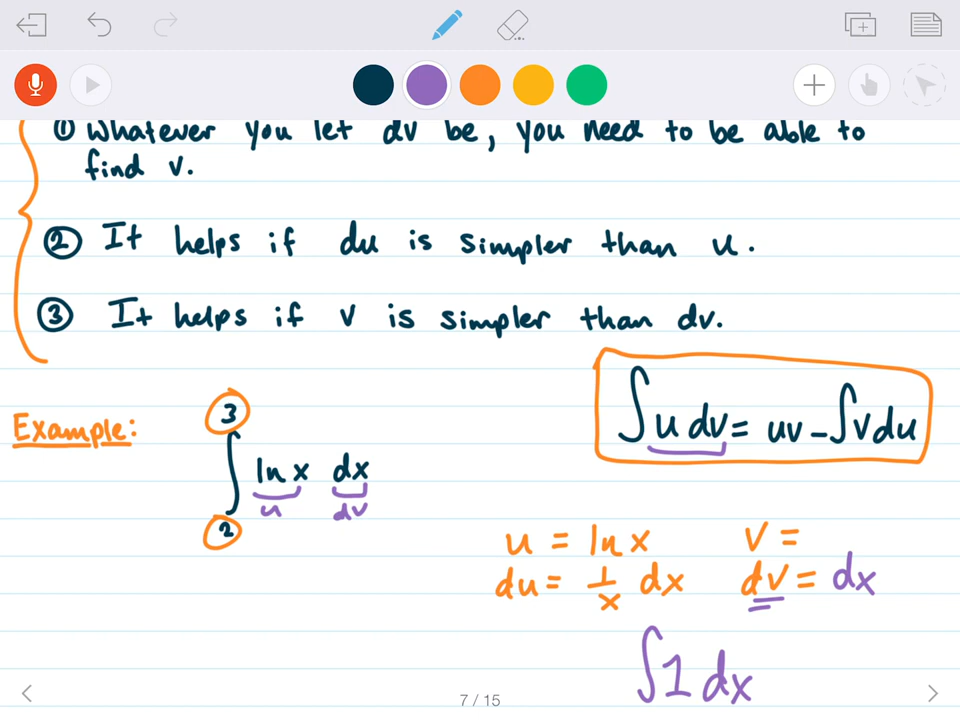 ① Whatever you let dv be, you need to be able to
find v.
② It helps if du is simpler than u.
③ It helps if v is simpler than dv.
∫u dv = uv - ∫v du
Example:
3
∫ ln x dx
u dv
2
u = ln x v =
du = 1/x dx dv = dx
∫1 dx
7 / 15